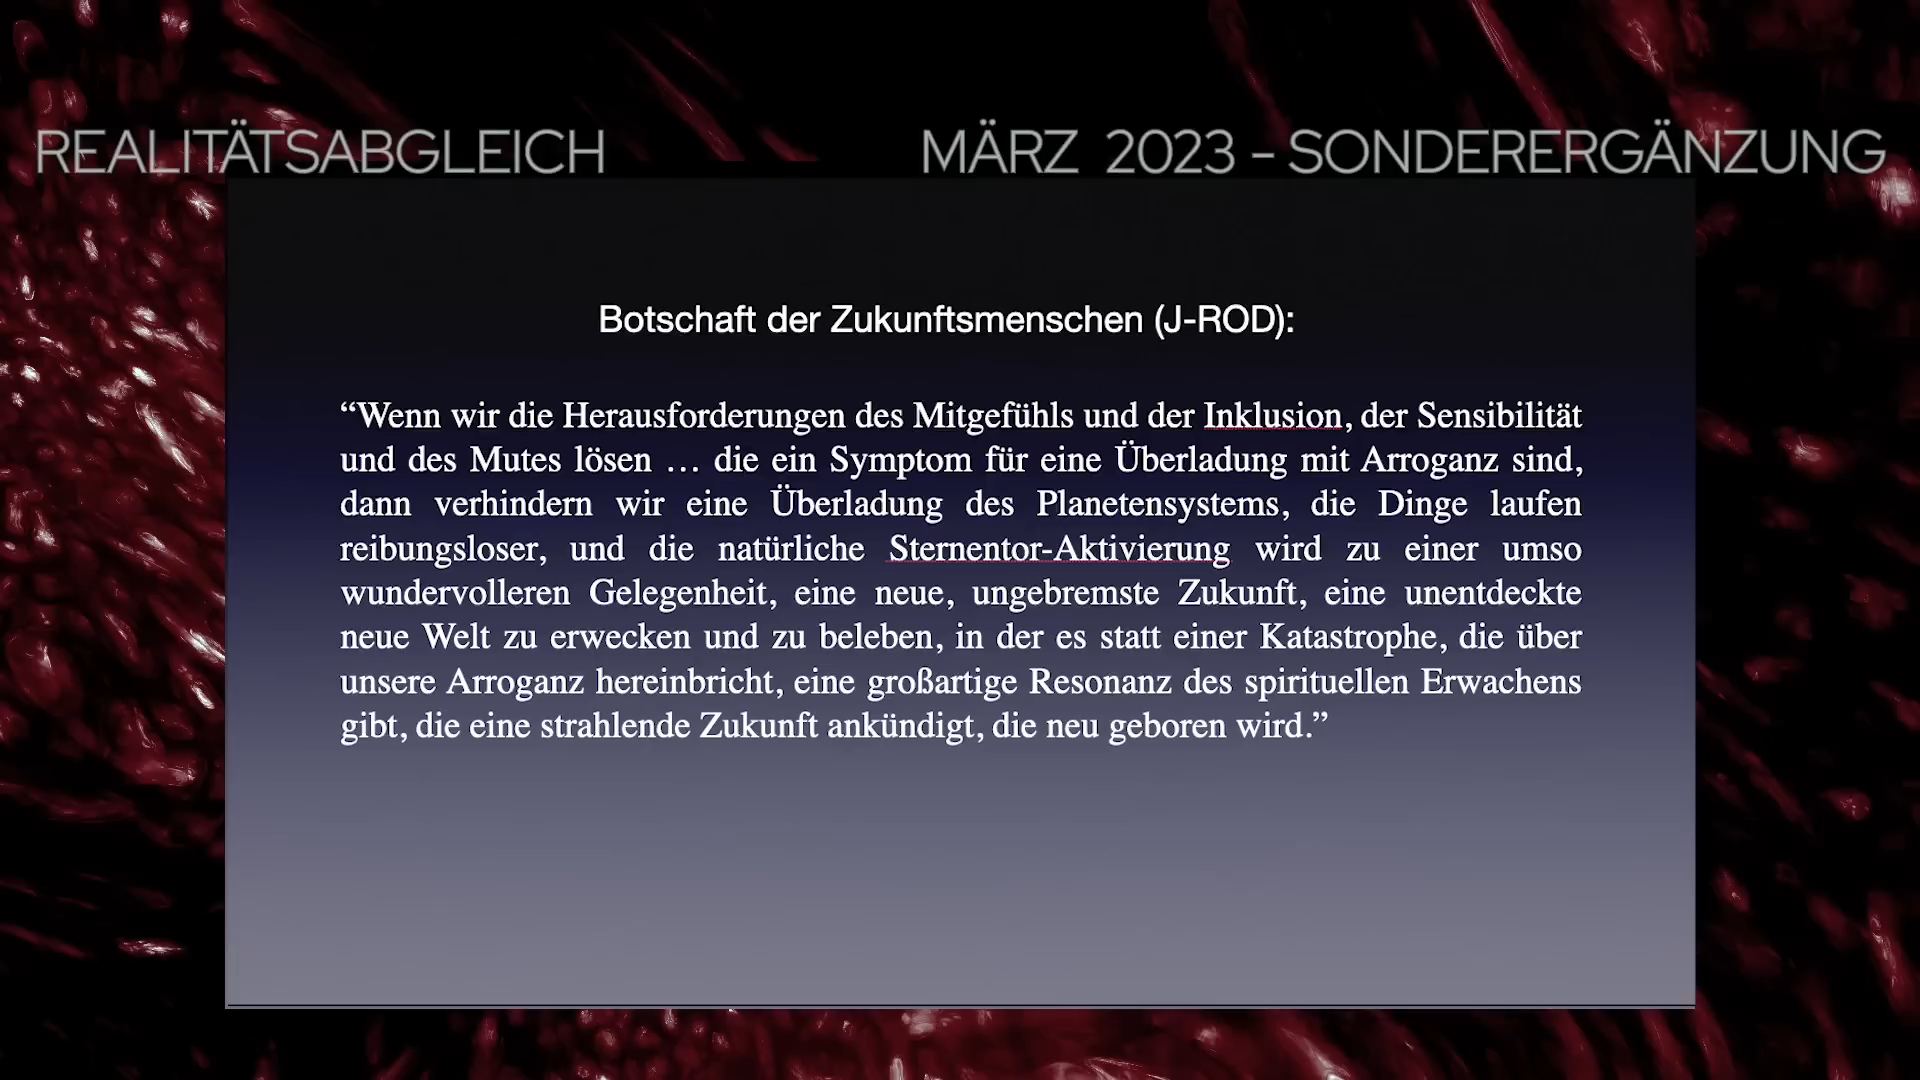 REALITÄTSABGLEICH
MÄRZ 2023 – SONDERERGÄNZUNG
Botschaft der Zukunftsmenschen (J-ROD):
“Wenn wir die Herausforderungen des Mitgefühls und der Inklusion, der Sensibilität
und des Mutes lösen … die ein Symptom für eine Überladung mit Arroganz sind,
dann verhindern wir eine Überladung des Planetensystems, die Dinge laufen
reibungsloser, und die natürliche Sternentor-Aktivierung wird zu einer umso
wundervolleren Gelegenheit, eine neue, ungebremste Zukunft, eine unentdeckte
neue Welt zu erwecken und zu beleben, in der es statt einer Katastrophe, die über
unsere Arroganz hereinbricht, eine großartige Resonanz des spirituellen Erwachens
gibt, die eine strahlende Zukunft ankündigt, die neu geboren wird.”